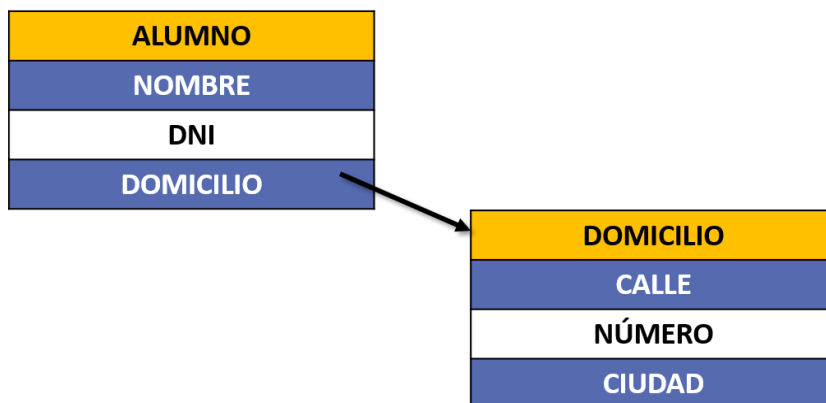 ALUMNO
NOMBRE
DNI
DOMICILIO
DOMICILIO
CALLE
NÚMERO
CIUDAD